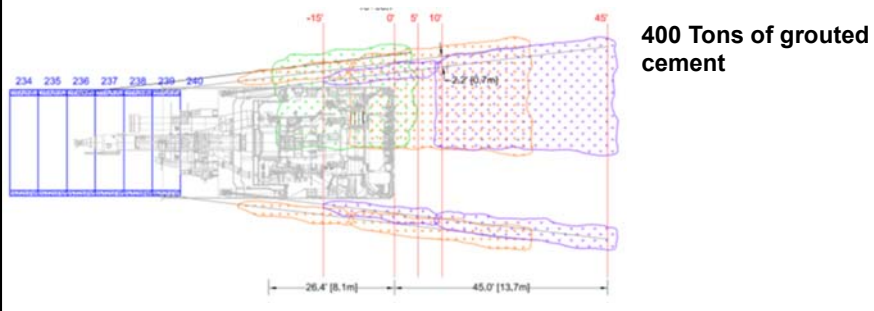 -15' 0' 5' 10' 45'
400 Tons of grouted
cement
234 235 236 237 238 239 240
2.2' [0.7m]
26.4' [8.1m] 45.0' [13.7m]